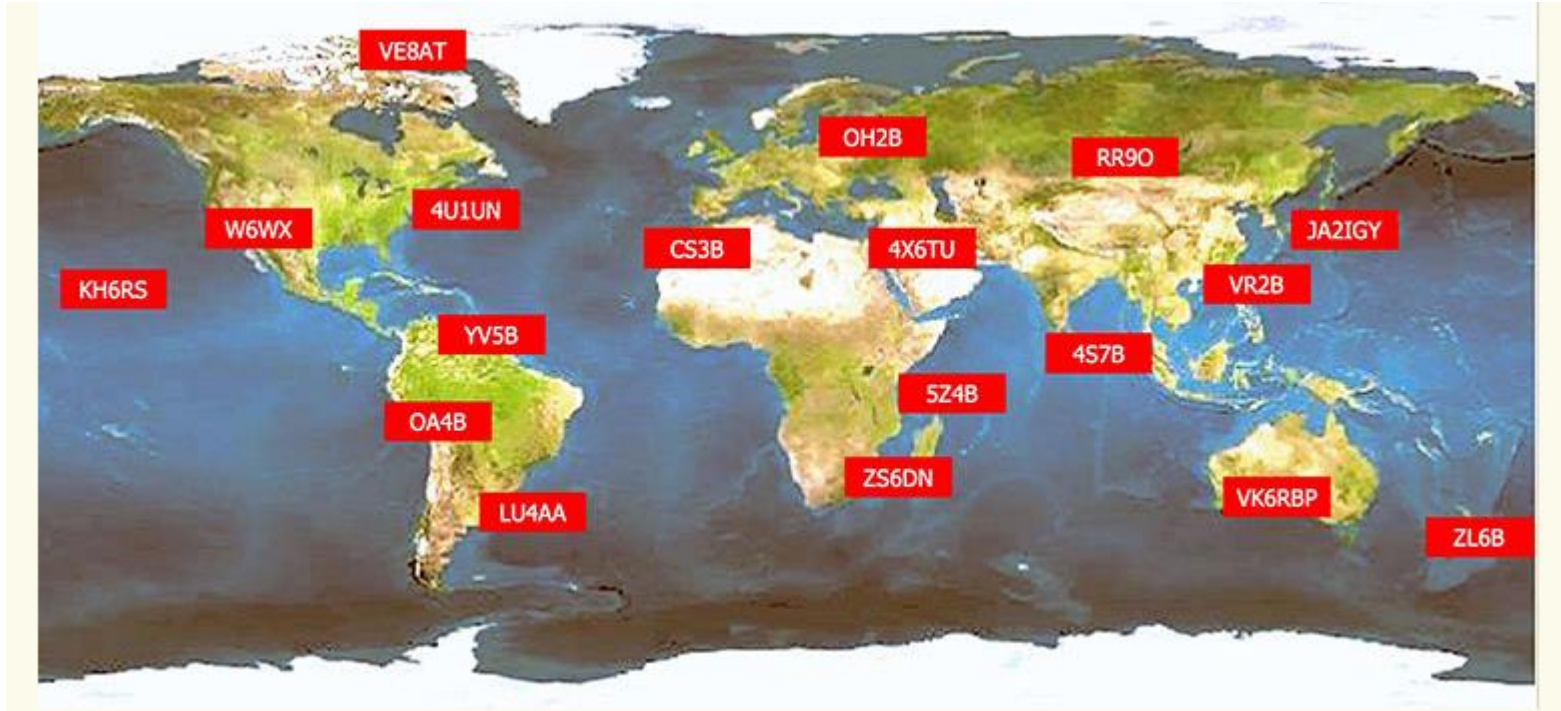 VE8AT
OH2B
RR9O
4U1UN
W6WX
JA2IGY
CS3B
4X6TU
KH6RS
VR2B
YV5B
4S7B
5Z4B
OA4B
ZS6DN
VK6RBP
LU4AA
ZL6B